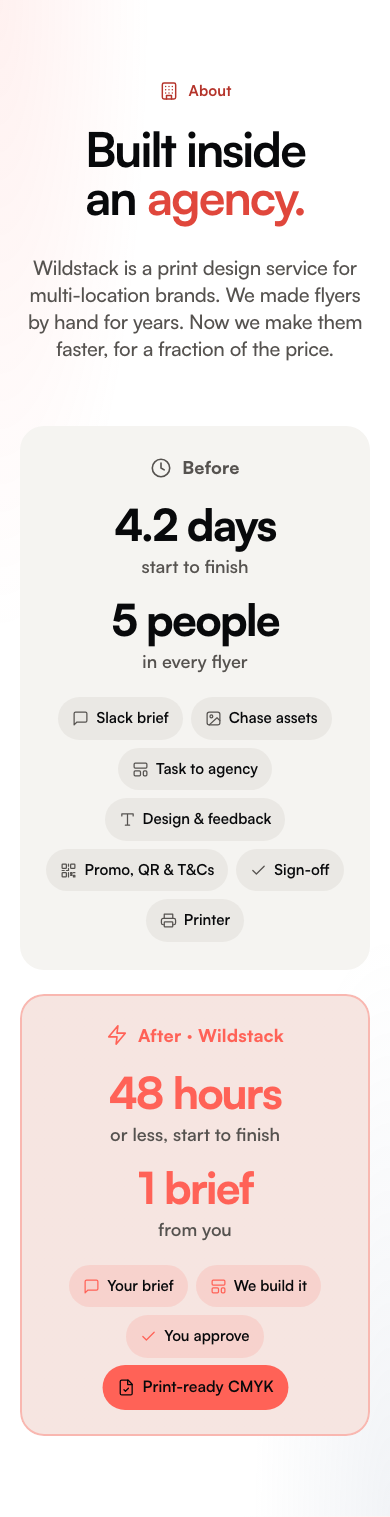 About
Built inside
an agency.
Wildstack is a print design service for
multi-location brands. We made flyers
by hand for years. Now we make them
faster, for a fraction of the price.
Before
4.2 days
start to finish
5 people
in every flyer
Slack brief
Chase assets
Task to agency
Design & feedback
Promo, QR & T&Cs
Sign-off
Printer
After · Wildstack
48 hours
or less, start to finish
1 brief
from you
Your brief
We build it
You approve
Print-ready CMYK